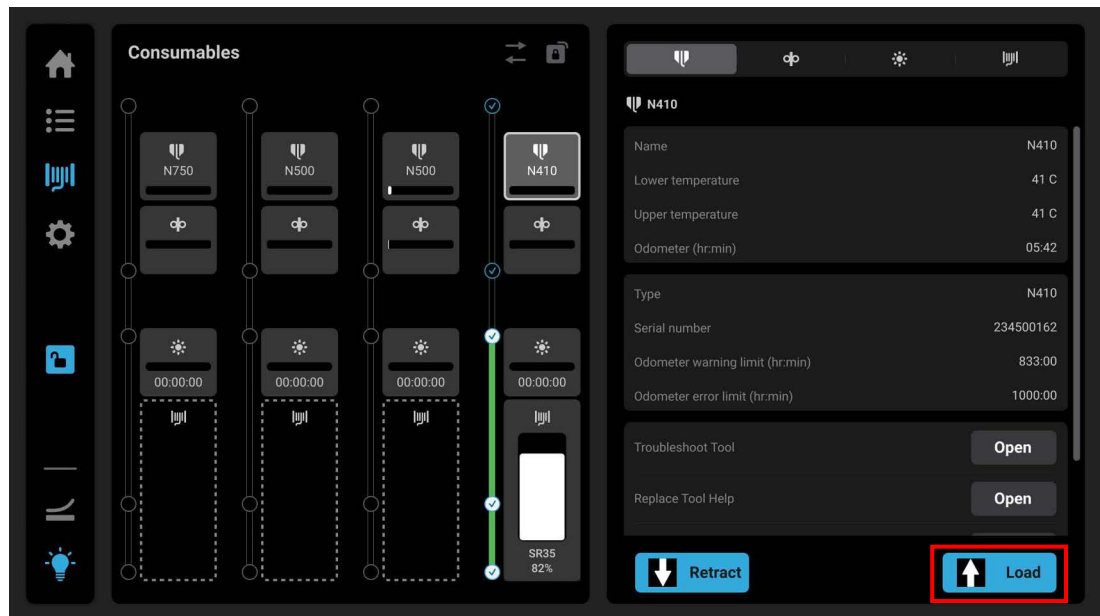 Consumables
N750
N500
N500
N410
00:00:00
00:00:00
00:00:00
00:00:00
SR35
82%
N410
Name N410
Lower temperature 41 C
Upper temperature 41 C
Odometer (hr:min) 05:42
Type N410
Serial number 234500162
Odometer warning limit (hr:min) 833:00
Odometer error limit (hr:min) 1000:00
Troubleshoot Tool Open
Replace Tool Help Open
Retract
Load